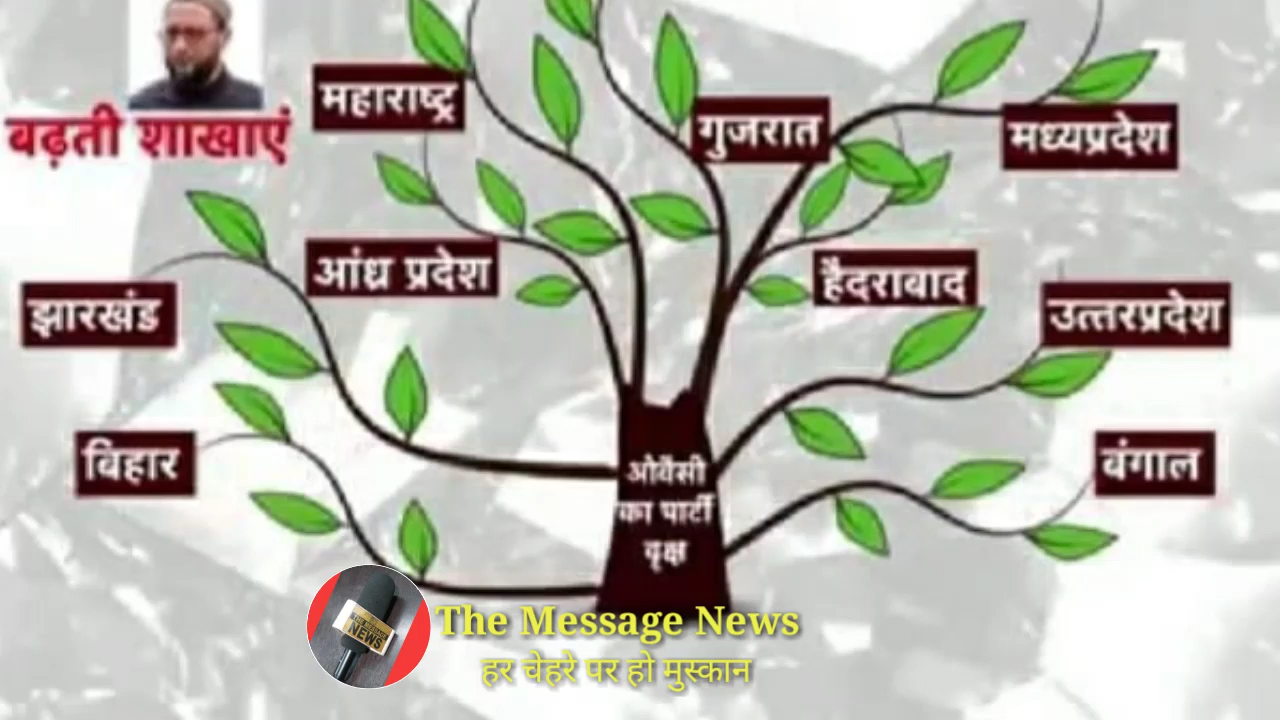 बढ़ती शाखाएं
महाराष्ट्र
गुजरात
मध्यप्रदेश
आंध्र प्रदेश
हैदराबाद
झारखंड
उत्तरप्रदेश
बिहार
बंगाल
ओवैसी
का पार्टी
वृक्ष
NEWS
The Message News
हर चेहरे पर हो मुस्कान